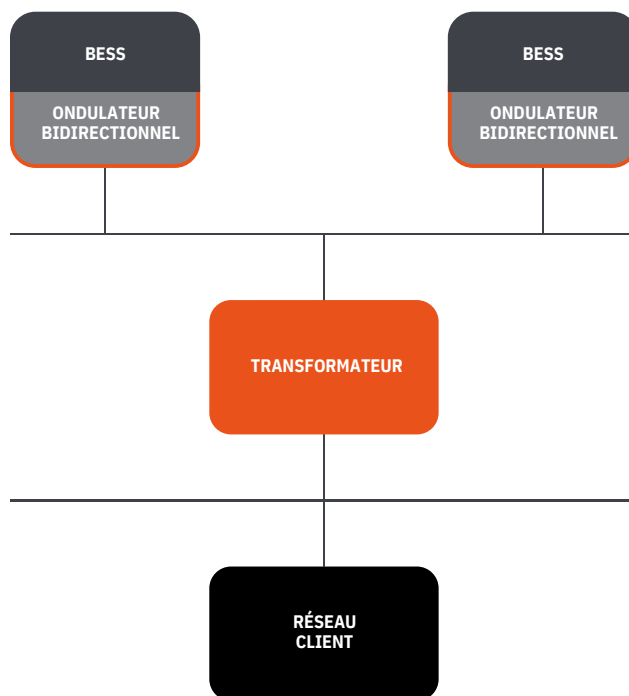 BESS
ONDULATEUR
BIDIRECTIONNEL
BESS
ONDULATEUR
BIDIRECTIONNEL
TRANSFORMATEUR
RÉSEAU
CLIENT